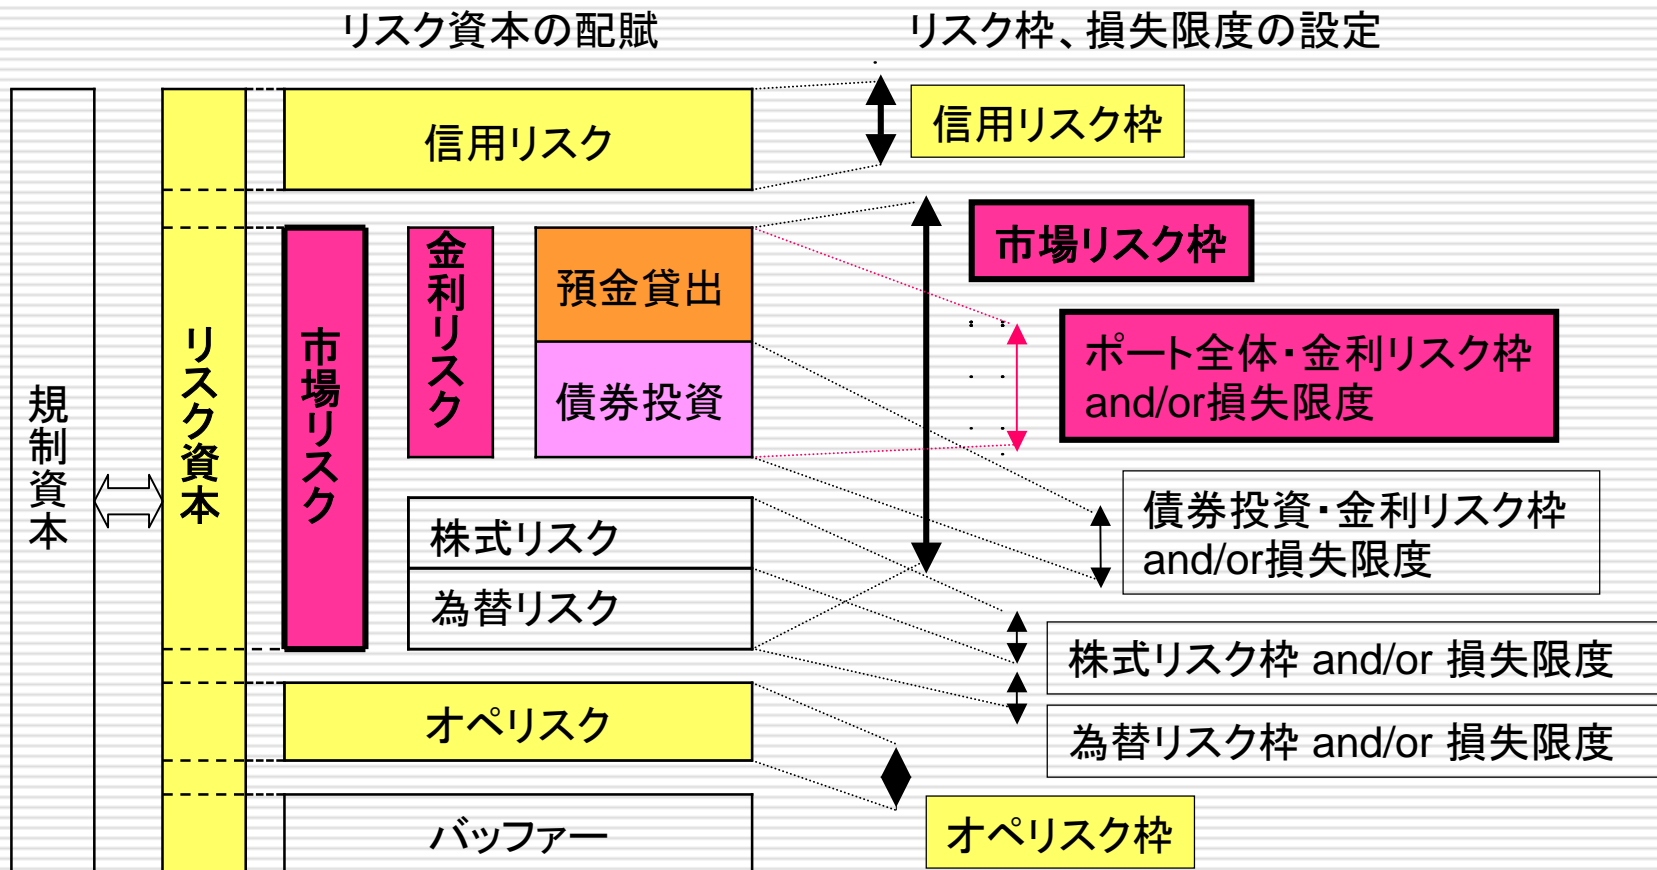 リスク資本の配賦
リスク枠、損失限度の設定
規制資本
リスク資本
信用リスク
信用リスク枠
市場リスク
金利リスク
預金貸出
債券投資
株式リスク
為替リスク
市場リスク枠
ポート全体・金利リスク枠
and/or損失限度
債券投資・金利リスク枠
and/or損失限度
株式リスク枠 and/or 損失限度
為替リスク枠 and/or 損失限度
オペリスク
オペリスク枠
バッファー